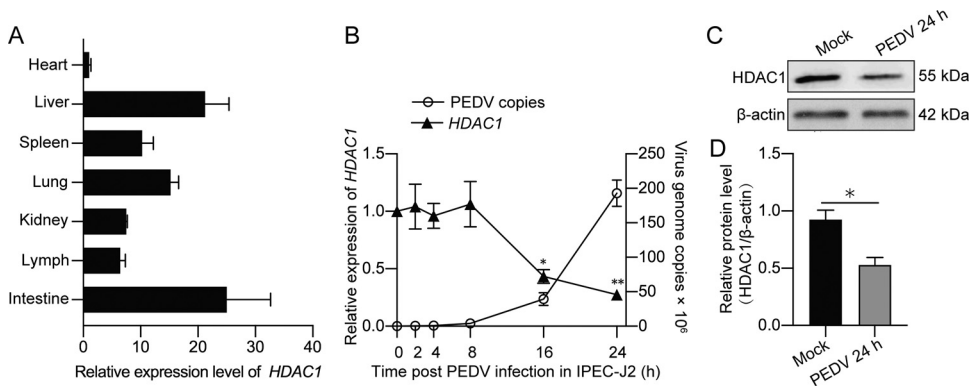 A
Heart
Liver
Spleen
Lung
Kidney
Lymph
Intestine
0 10 20 30 40
Relative expression level of HDAC1
B
PEDV copies
HDAC1
Relative expression of HDAC1
1.5
1.0
0.5
0.0
250
200
150
100
50
0
Virus genome copies × 10⁶
*
**
0 2 4 8 16 24
Time post PEDV infection in IPEC-J2 (h)
C
Mock PEDV 24 h
HDAC1 55 kDa
β-actin 42 kDa
D
Relative protein level
(HDAC1/β-actin)
1.5
1.0
0.5
0.0
*
Mock
PEDV 24 h